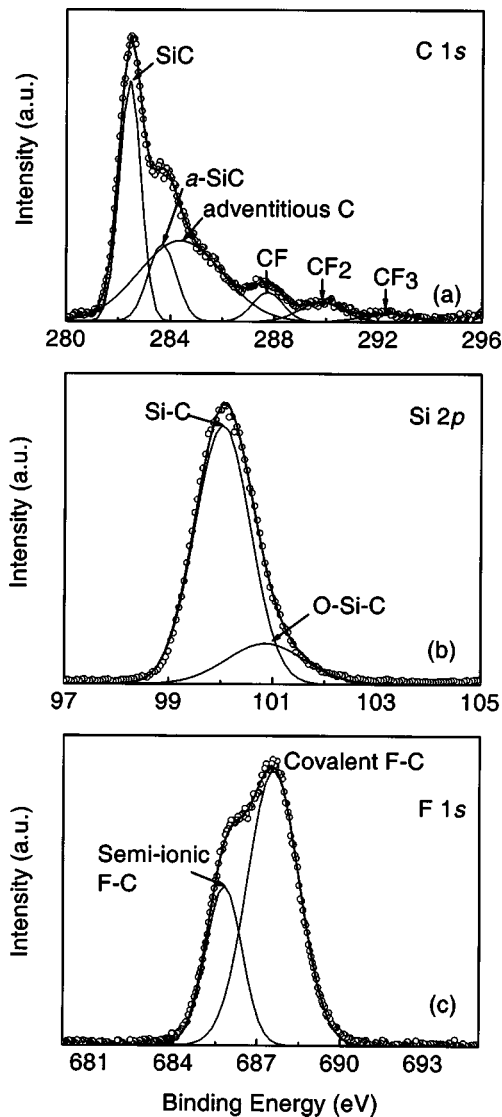 C 1s
SiC
a-SiC
adventitious C
CF
CF2
CF3
(a)
Intensity (a.u.)
280 284 288 292 296
Si 2p
Si-C
O-Si-C
(b)
Intensity (a.u.)
97 99 101 103 105
Covalent F-C
F 1s
Semi-ionic
F-C
(c)
Intensity (a.u.)
681 684 687 690 693
Binding Energy (eV)